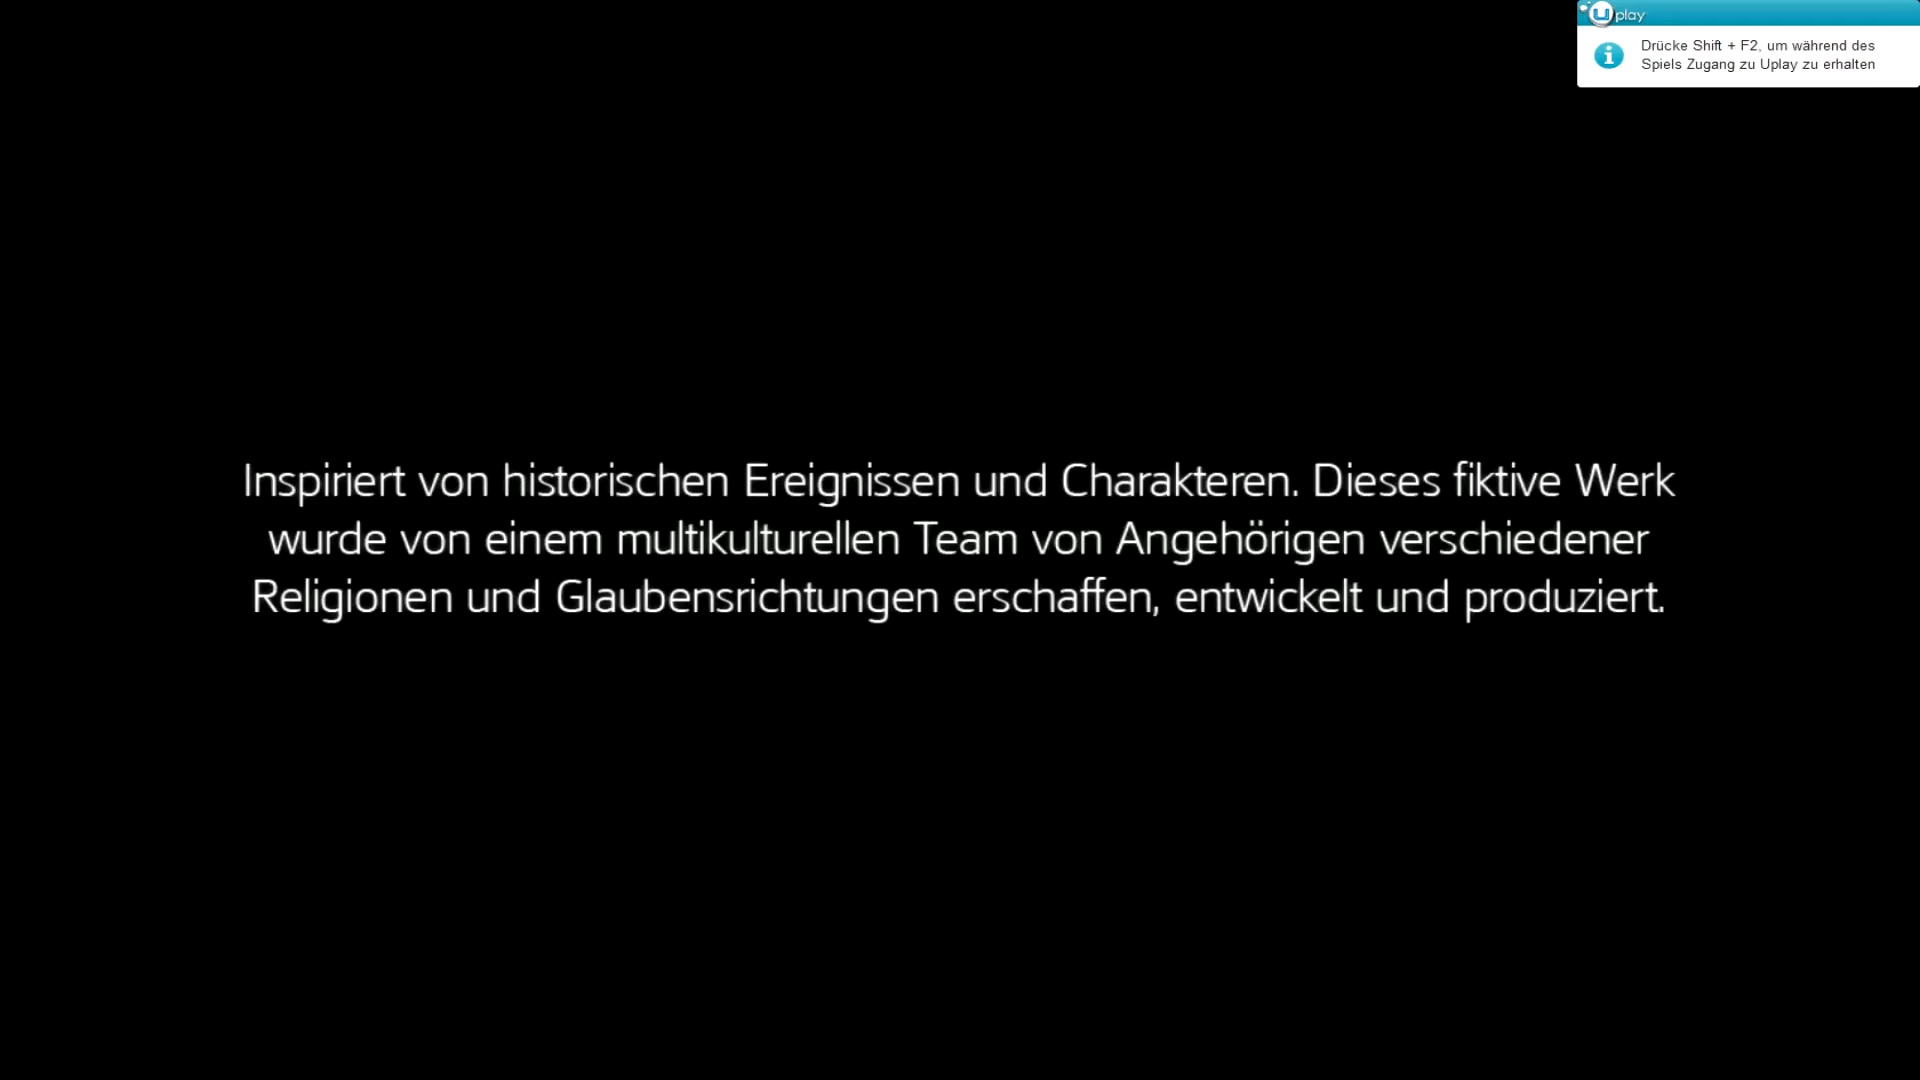 Uplay
Drücke Shift + F2, um während des
Spiels Zugang zu Uplay zu erhalten
Inspiriert von historischen Ereignissen und Charakteren. Dieses fiktive Werk
wurde von einem multikulturellen Team von Angehörigen verschiedener
Religionen und Glaubensrichtungen erschaffen, entwickelt und produziert.